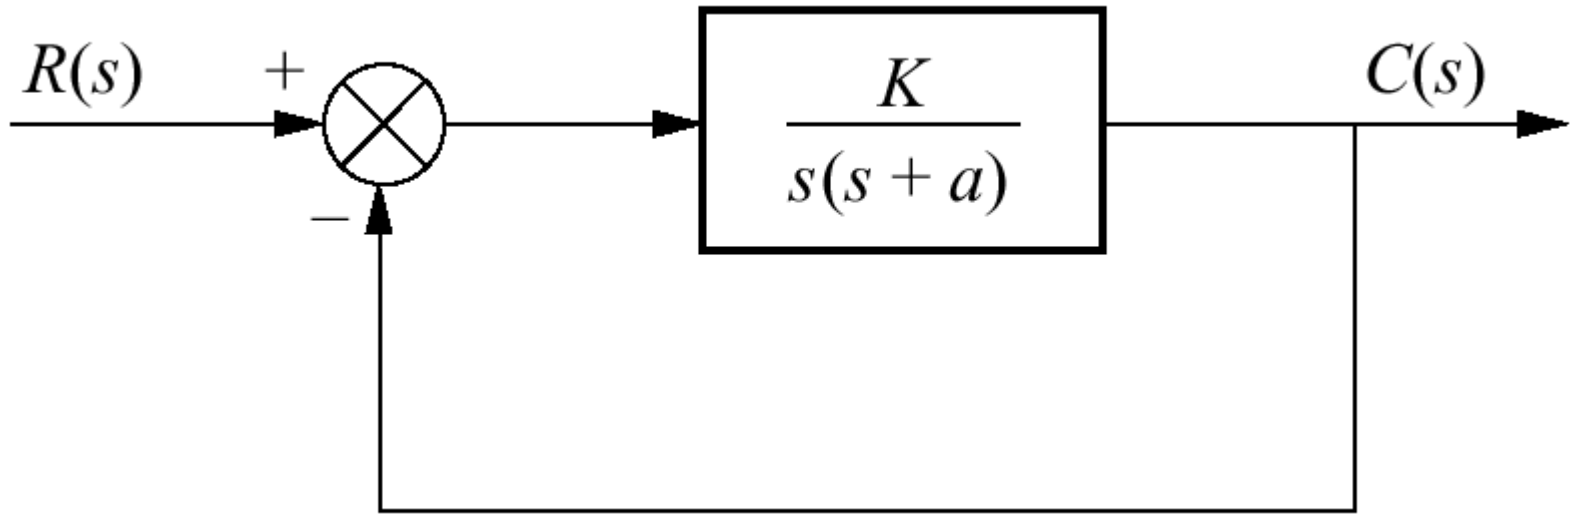 R(s)
+
−
K
s(s + a)
C(s)